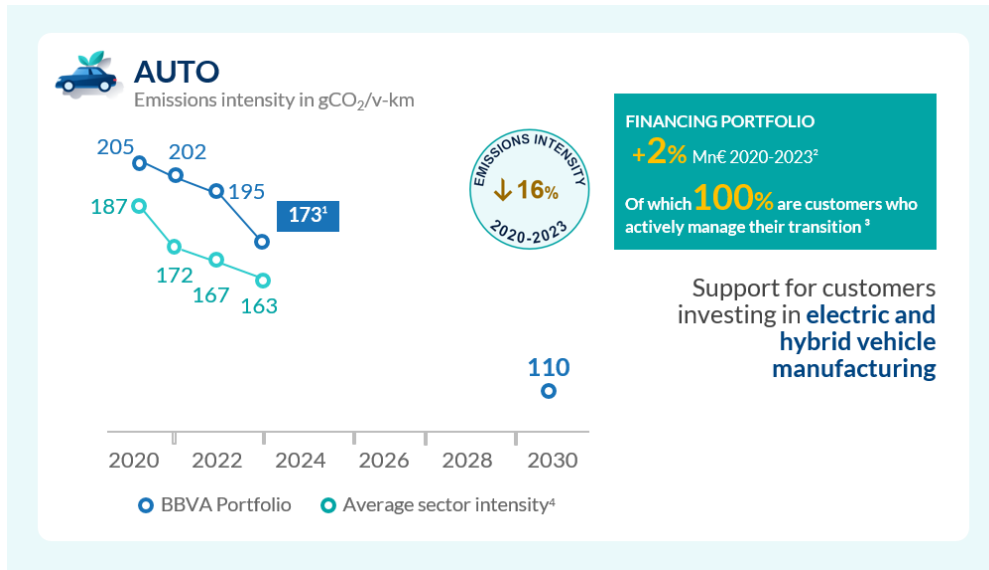 AUTO
Emissions intensity in gCO₂/v-km
205
202
195
173¹
187
172
167
163
110
EMISSIONS INTENSITY
↓ 16%
2020-2023
FINANCING PORTFOLIO
+2% Mn€ 2020-2023²
Of which 100% are customers who
actively manage their transition ³
Support for customers
investing in electric and
hybrid vehicle
manufacturing
2020 2022 2024 2026 2028 2030
BBVA Portfolio Average sector intensity⁴